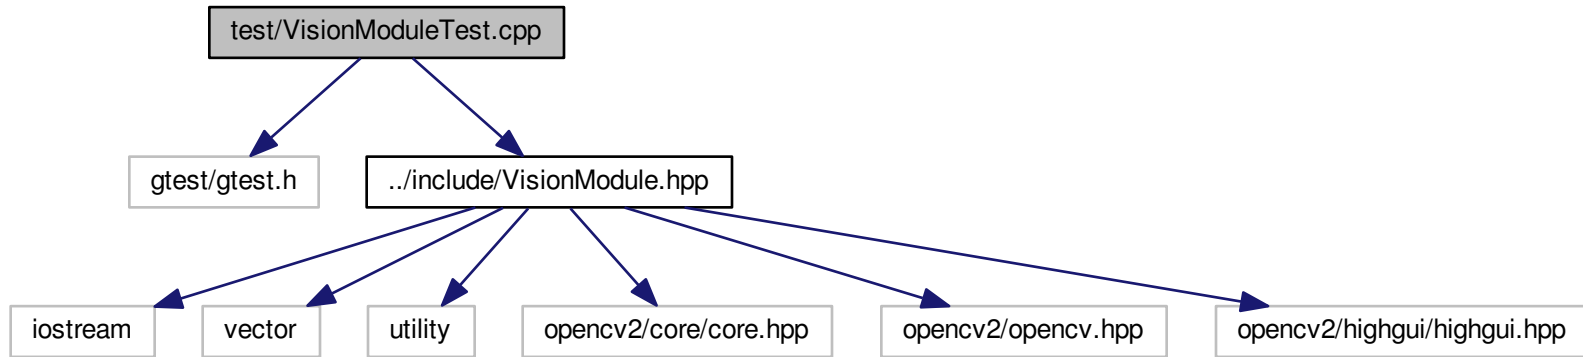 test/VisionModuleTest.cpp
gtest/gtest.h
../include/VisionModule.hpp
iostream
vector
utility
opencv2/core/core.hpp
opencv2/opencv.hpp
opencv2/highgui/highgui.hpp